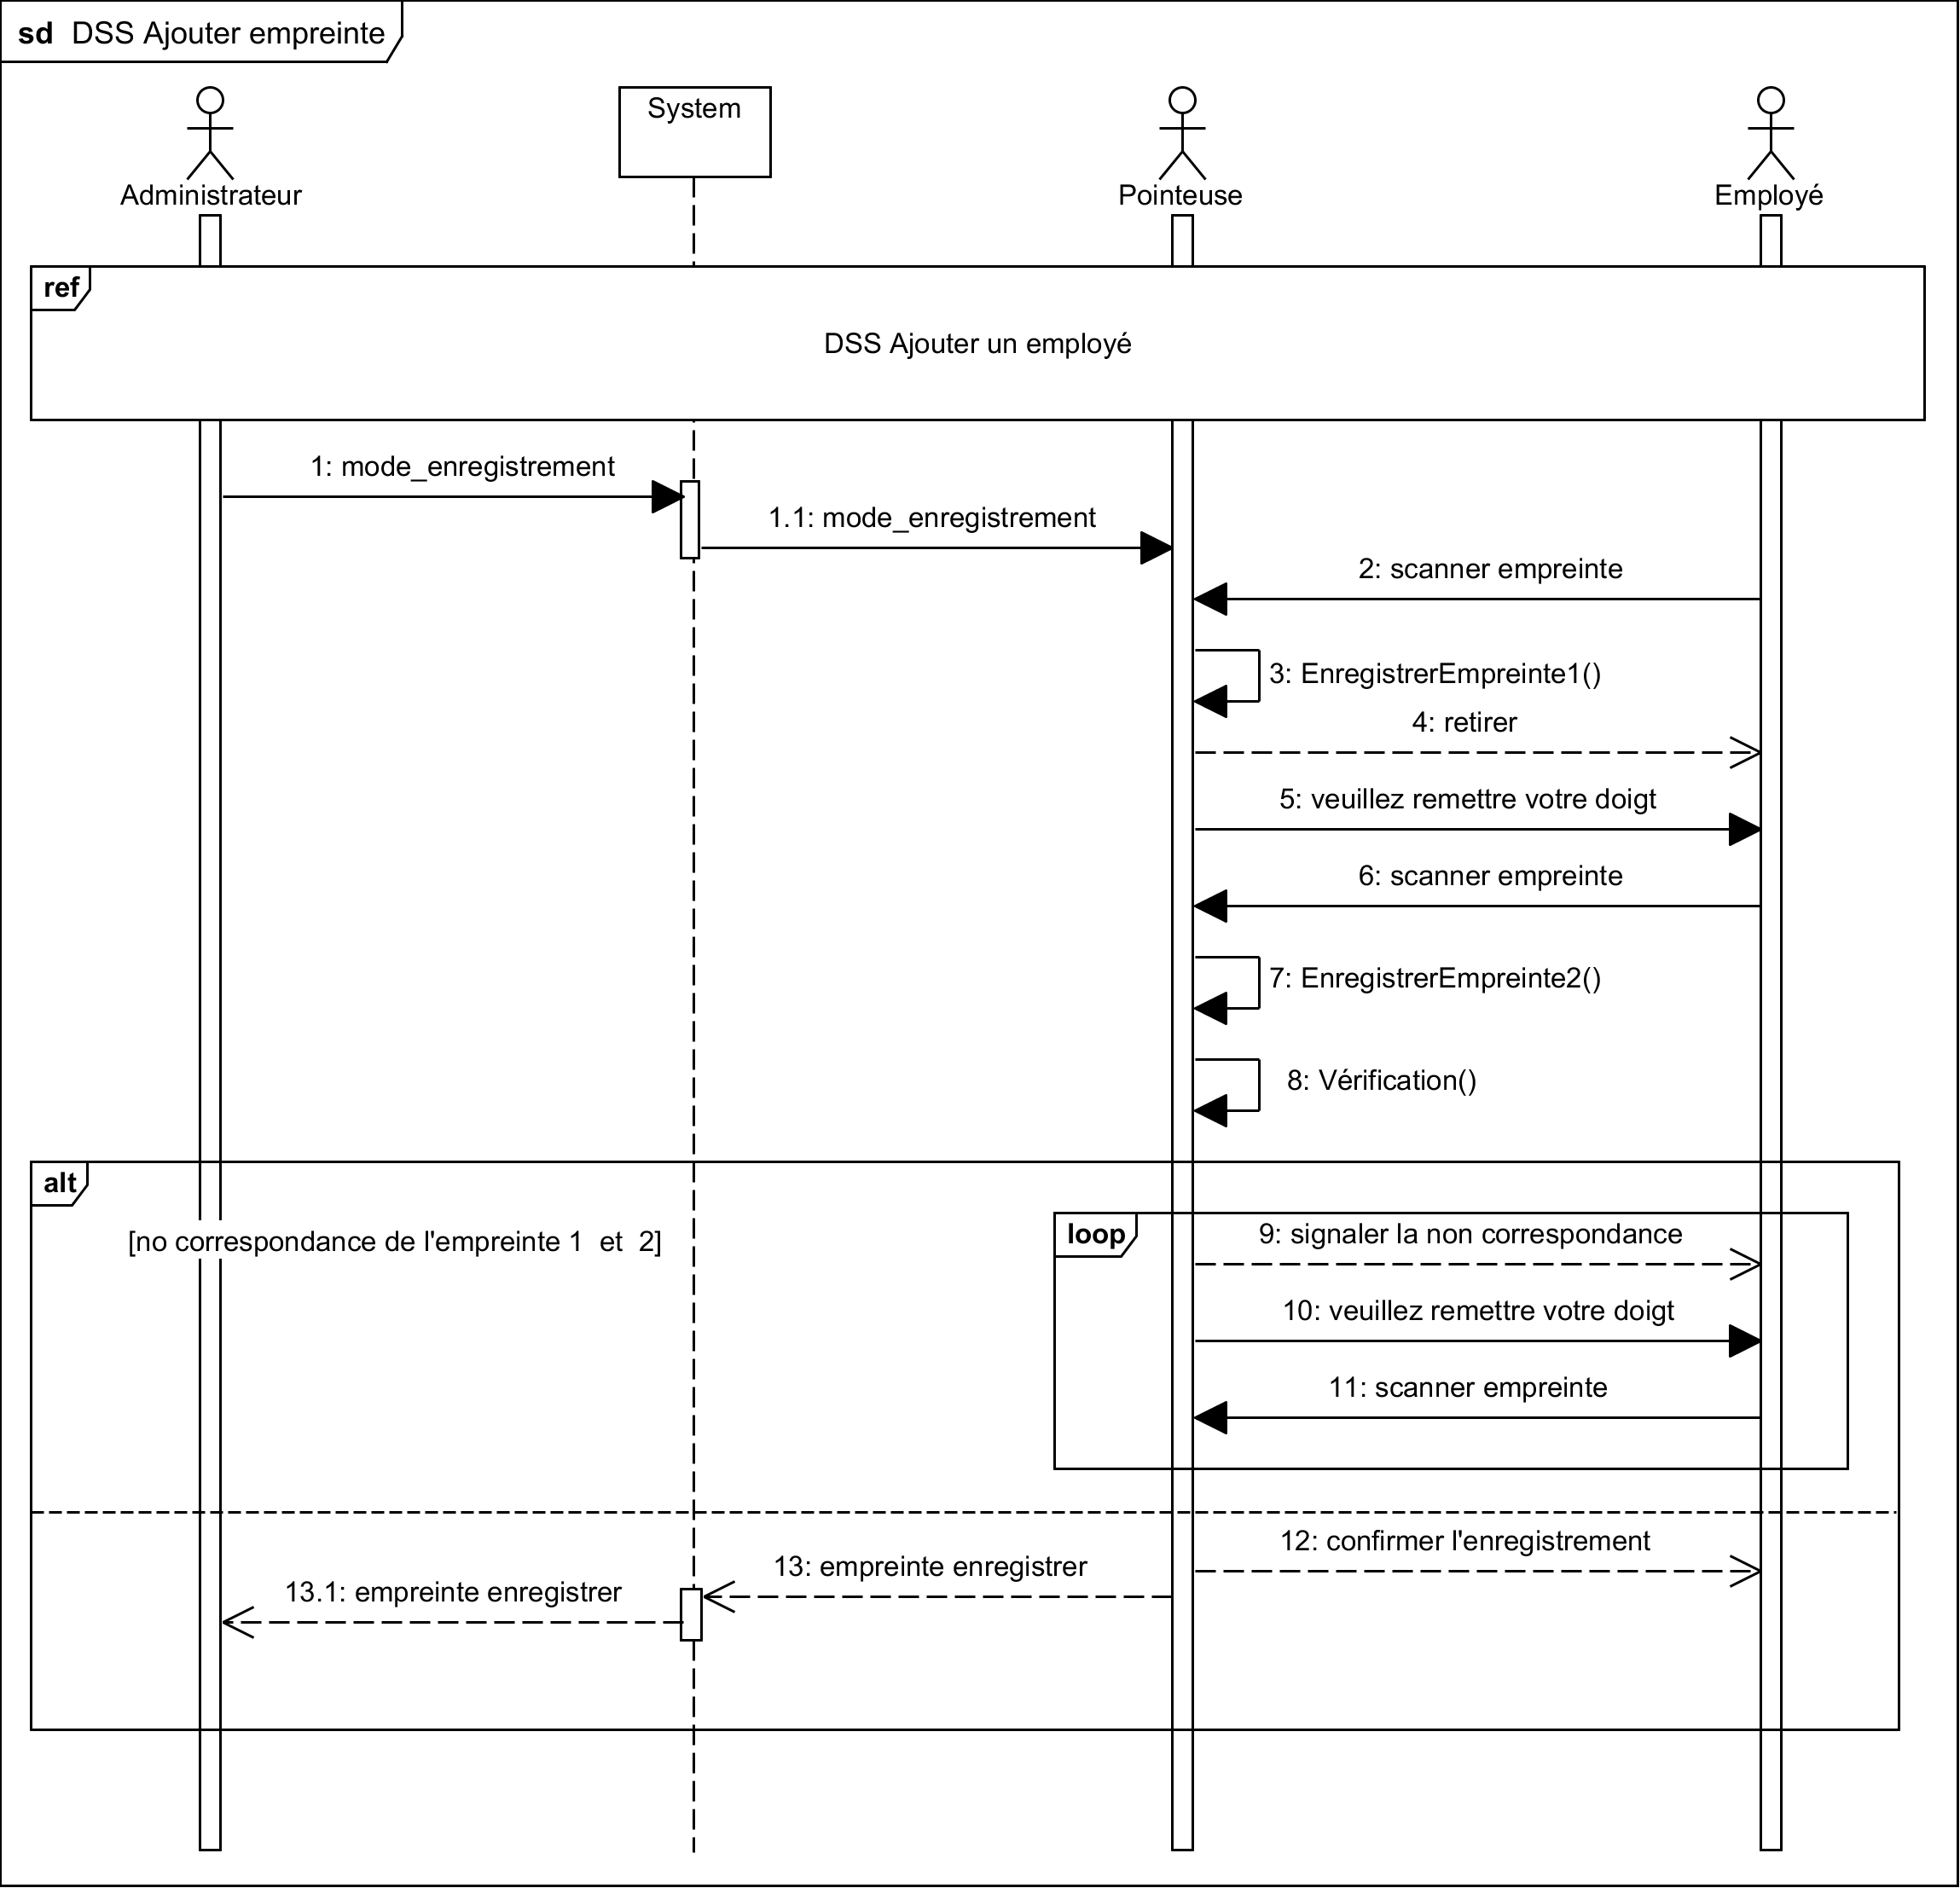 sd DSS Ajouter empreinte
System
Administrateur
Pointeuse
Employé
ref
DSS Ajouter un employé
1: mode_enregistrement
1.1: mode_enregistrement
2: scanner empreinte
3: EnregistrerEmpreinte1()
4: retirer
5: veuillez remettre votre doigt
6: scanner empreinte
7: EnregistrerEmpreinte2()
8: Vérification()
alt
[no correspondance de l'empreinte 1 et 2]
loop
9: signaler la non correspondance
10: veuillez remettre votre doigt
11: scanner empreinte
12: confirmer l'enregistrement
13: empreinte enregistrer
13.1: empreinte enregistrer